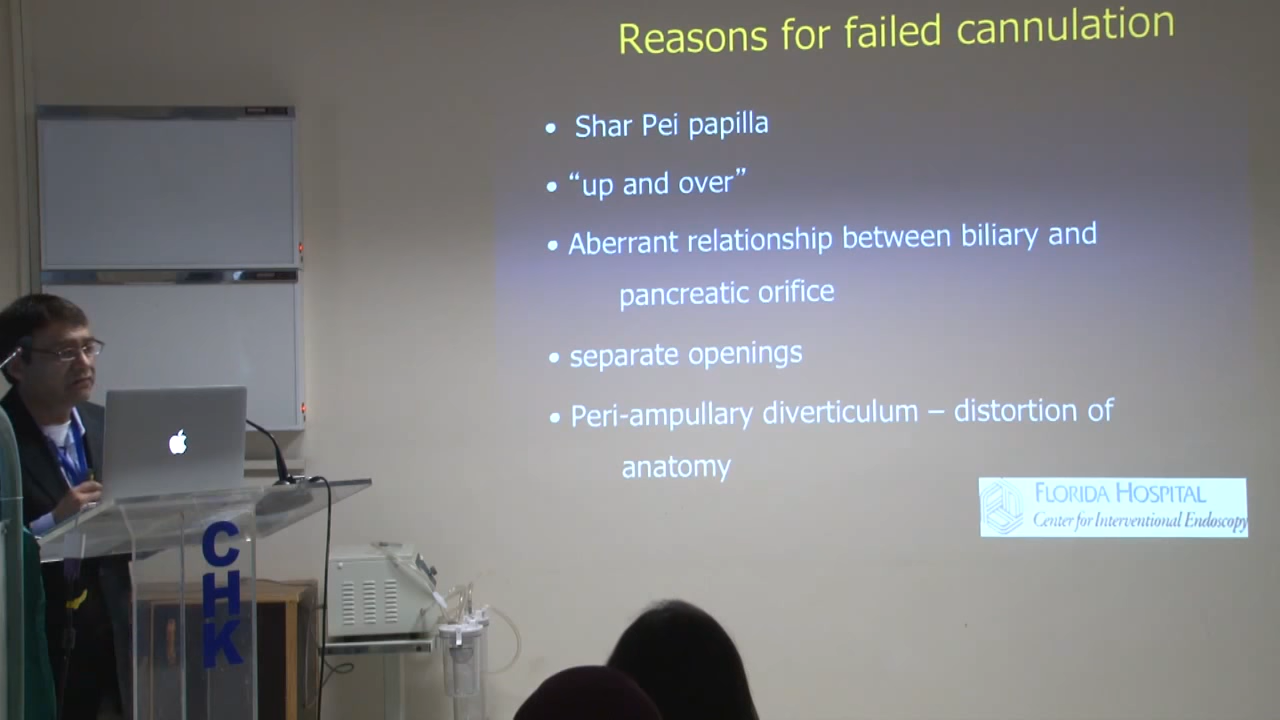 Reasons for failed cannulation
• Shar Pei papilla
• “up and over”
• Aberrant relationship between biliary and
pancreatic orifice
• separate openings
• Peri-ampullary diverticulum – distortion of
anatomy
FLORIDA HOSPITAL
Center for Interventional Endoscopy
CHK